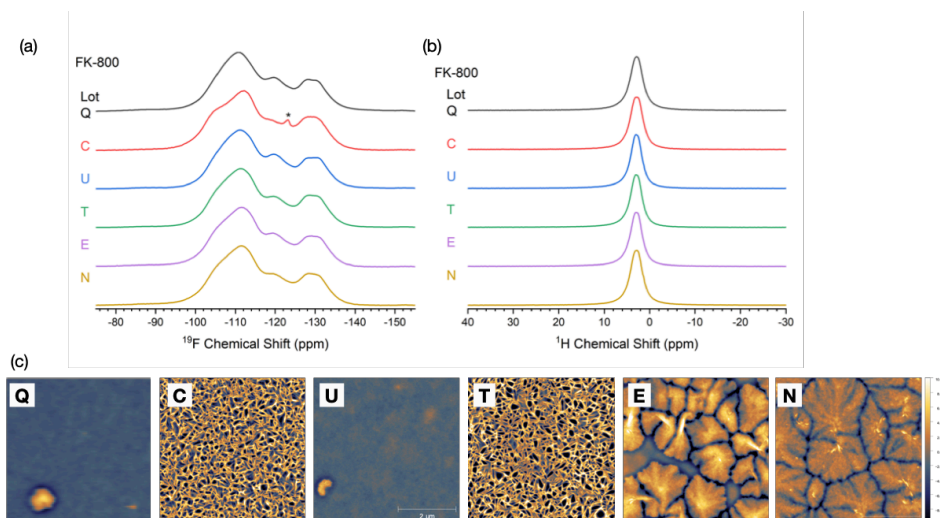 (a)
(b)
FK-800
FK-800
Lot
Lot
Q
Q
*
C
C
U
U
T
T
E
E
N
N
-80 -90 -100 -110 -120 -130 -140 -150
40 30 20 10 0 -10 -20 -30
¹⁹F Chemical Shift (ppm)
¹H Chemical Shift (ppm)
(c)
Q C U T E N
2 μm